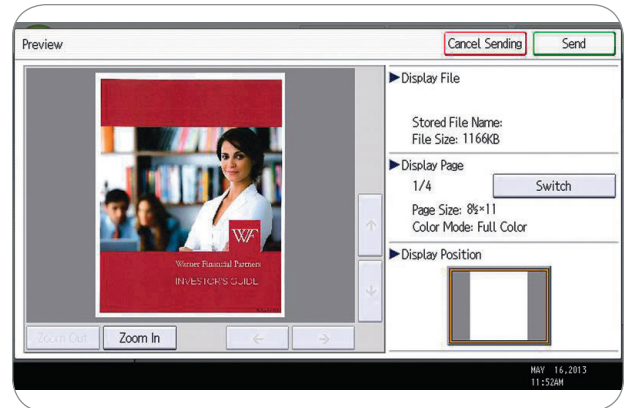 Preview
Cancel Sending
Send
▶Display File
Stored File Name:
File Size: 1166KB
▶Display Page
1/4
Switch
Page Size: 8½×11
Color Mode: Full Color
▶Display Position
WF
Warner Financial Partners
INVESTOR'S GUIDE
Zoom Out
Zoom In
MAY 16,2013
11:52AM